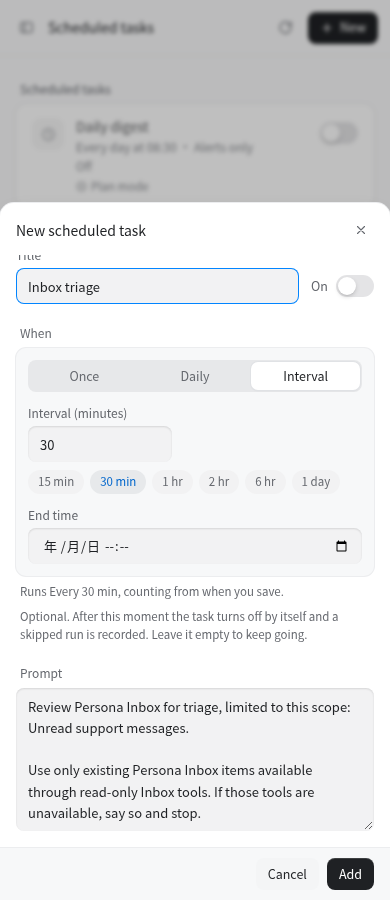 Scheduled tasks
+ New
Scheduled tasks
Daily digest
Every day at 06:30 • Alerts only
Off
Plan mode
New scheduled task
Title
Inbox triage
On
When
Once
Daily
Interval
Interval (minutes)
30
15 min
30 min
1 hr
2 hr
6 hr
1 day
End time
年 /月/日 --:--
Runs Every 30 min, counting from when you save.
Optional. After this moment the task turns off by itself and a
skipped run is recorded. Leave it empty to keep going.
Prompt
Review Persona Inbox for triage, limited to this scope:
Unread support messages.
Use only existing Persona Inbox items available
through read-only Inbox tools. If those tools are
unavailable, say so and stop.
Cancel
Add